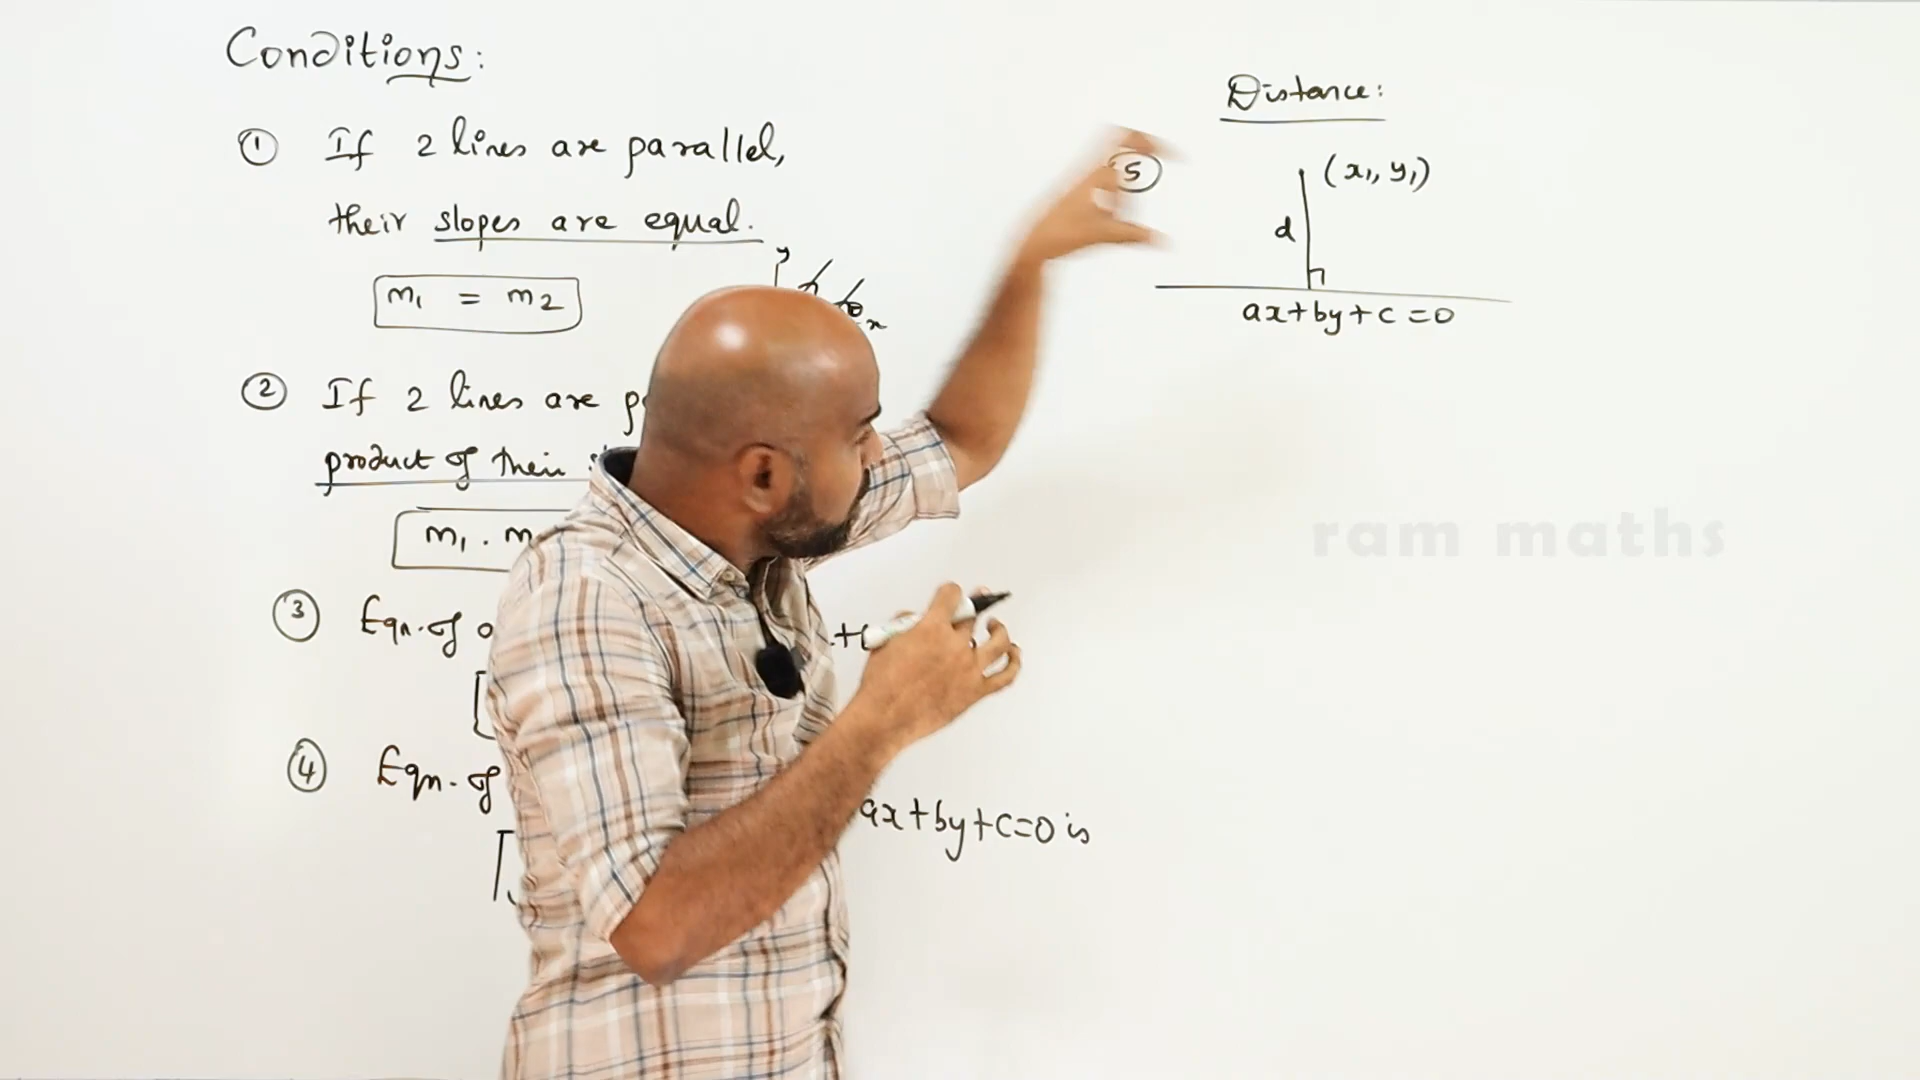 Conditions:
① If 2 lines are parallel,
their slopes are equal.
m₁ = m₂
y
x
② If 2 lines are
product of their
m₁ . m
③ Eqn. of
④ Eqn. of
ax+by+c=0 is
Distance:
⑤ (x₁, y₁)
d
ax+by+c=0
ram maths